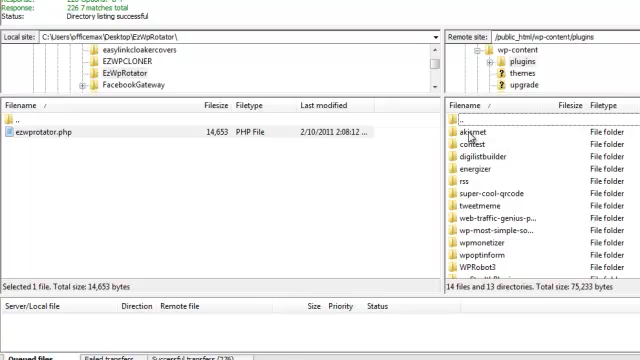 Response: 226 7 matches total
Status: Directory listing successful
Local site: C:\Users\pfficemax\Desktop\EzWpRotator\
Remote site: /public_html/wp-content/plugins
easylinkcloakercovers
EZWPCLONER
EzWpRotator
FacebookGateway
wp-content
plugins
themes
upgrade
Filename / Filesize Filetype Last modified
..
ezwprotator.php 14,653 PHP File 2/10/2011 2:08:12 ...
Selected 1 file. Total size: 14,653 bytes
Filename / Filesize Filetype
..
akismet File folder
contest File folder
digilistbuilder File folder
energizer File folder
rss File folder
super-cool-qrcode File folder
tweetmeme File folder
web-traffic-genius-p... File folder
wp-most-simple-so... File folder
wpmonetizer File folder
wpoptinform File folder
WPRobot3 File folder
14 files and 13 directories. Total size: 75,233 bytes
Server/Local file Direction Remote file Size Priority Status
Queued files Failed transfers Successful transfers (276)